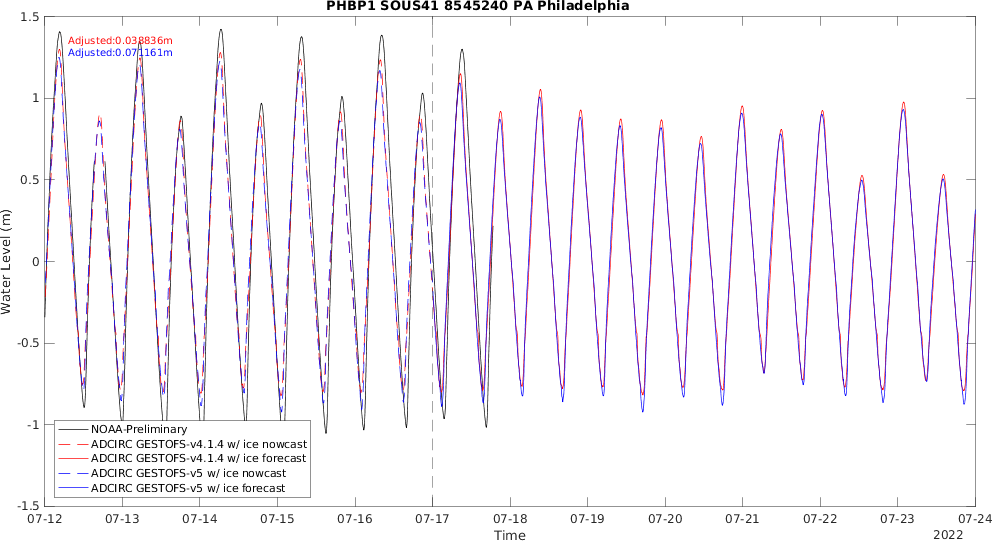 PHBP1 SOUS41 8545240 PA Philadelphia
1.5
1
0.5
0
-0.5
-1
-1.5
Water Level (m)
Adjusted:0.038836m
Adjusted:0.071161m
NOAA-Preliminary
ADCIRC GESTOFS-v4.1.4 w/ ice nowcast
ADCIRC GESTOFS-v4.1.4 w/ ice forecast
ADCIRC GESTOFS-v5 w/ ice nowcast
ADCIRC GESTOFS-v5 w/ ice forecast
07-12 07-13 07-14 07-15 07-16 07-17 07-18 07-19 07-20 07-21 07-22 07-23 07-24
Time
2022